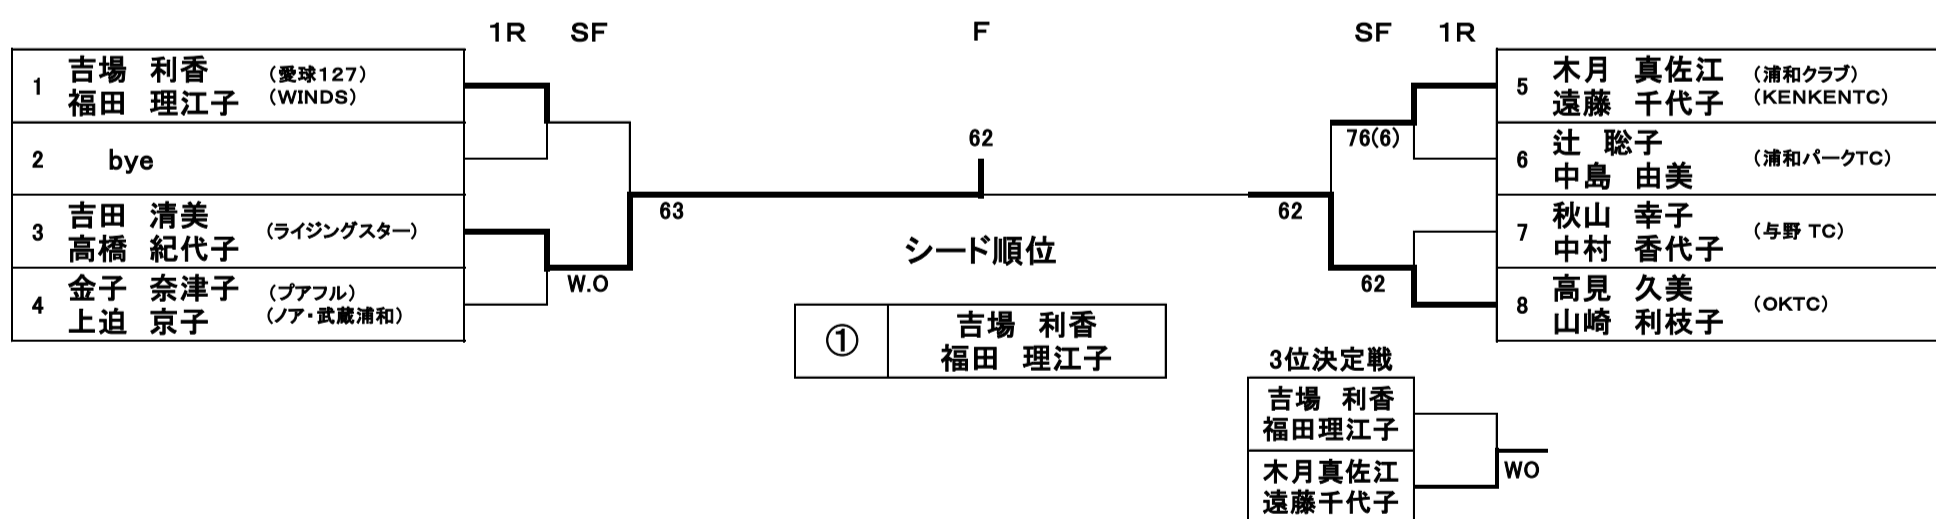 1R SF F SF 1R
1 吉場 利香 (愛球127)
福田 理江子 (WINDS)
2 bye
3 吉田 清美
高橋 紀代子 (ライジングスター)
4 金子 奈津子 (プアフル)
上迫 京子 (ノア・武蔵浦和)
W.O
63
62
シード順位
① 吉場 利香
福田 理江子
5 木月 真佐江 (浦和クラブ)
遠藤 千代子 (KENKENTC)
6 辻 聡子
中島 由美 (浦和パークTC)
7 秋山 幸子
中村 香代子 (与野 TC)
8 高見 久美
山崎 利枝子 (OKTC)
76(6)
62
62
3位決定戦
吉場 利香
福田理江子
木月真佐江
遠藤千代子
WO